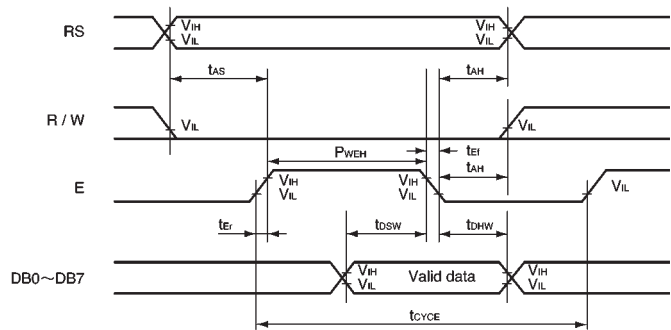 RS
VIH
VIL
VIH
VIL
tAS
tAH
R / W
VIL
VIL
PWEH
tEf
tAH
E
VIH
VIL
VIH
VIL
VIL
tEr
tDSW
tDHW
DB0～DB7
VIH
VIL
Valid data
VIH
VIL
tCYCE